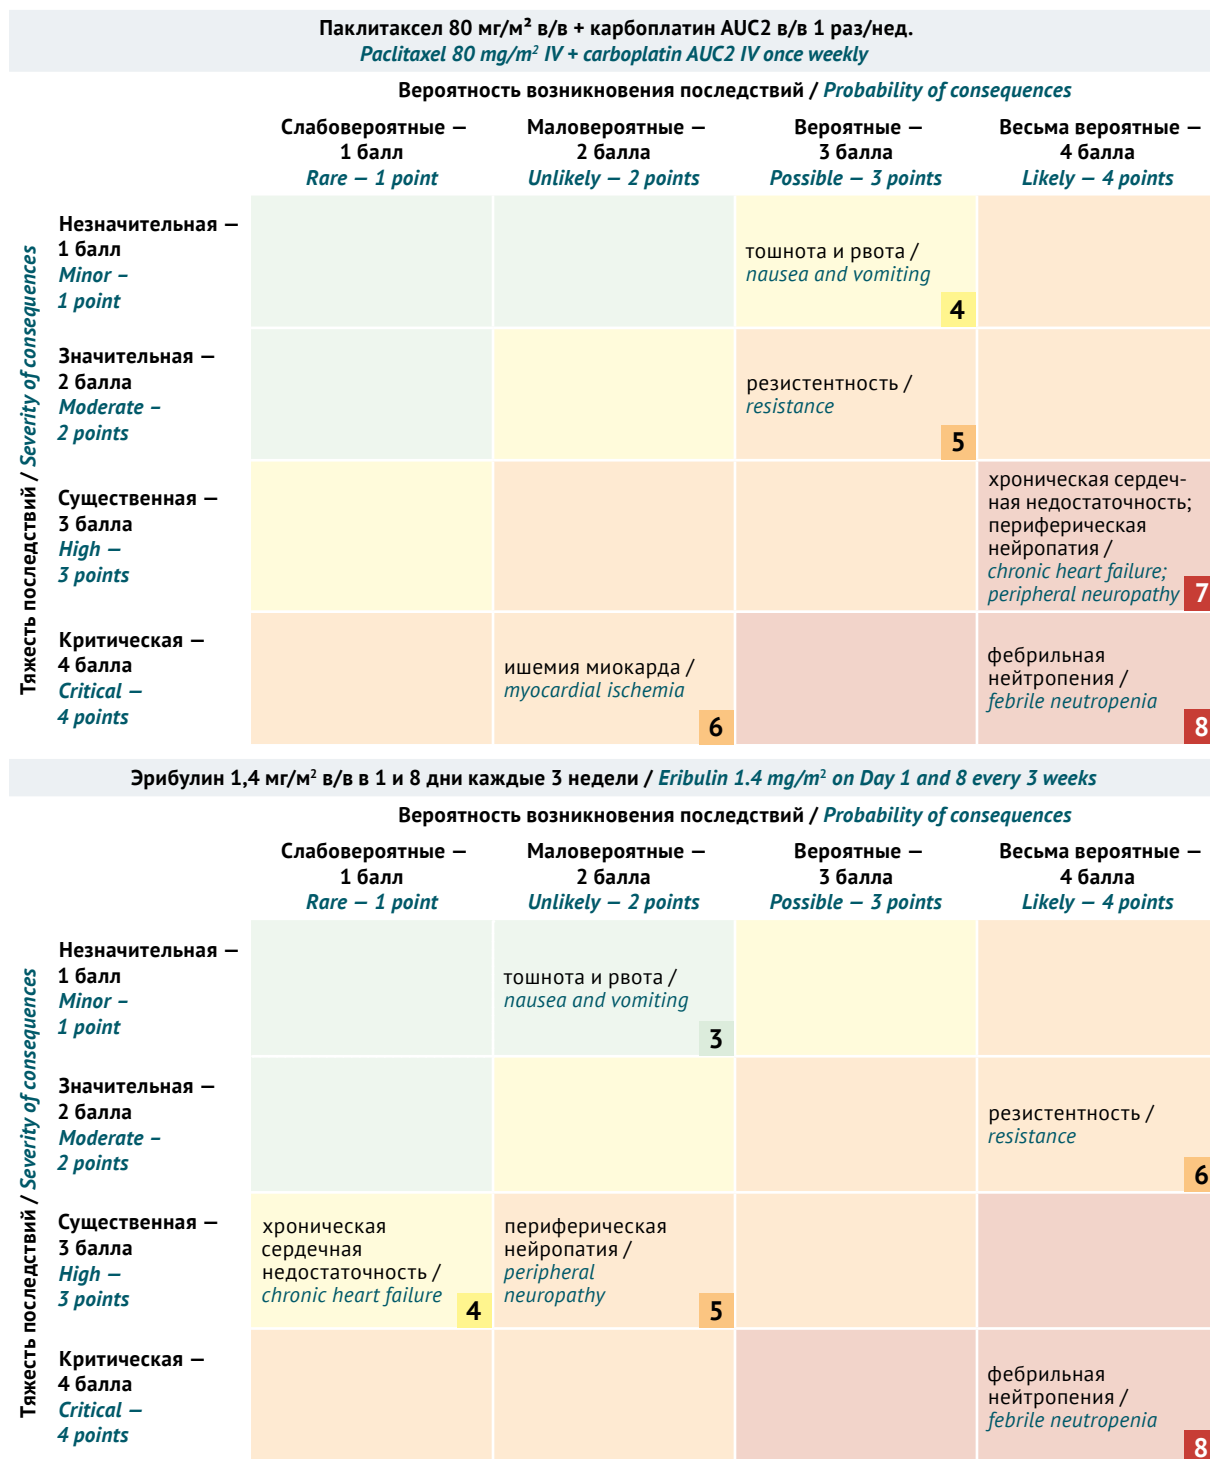 Паклитаксел 80 мг/м² в/в + карбоплатин AUC2 в/в 1 раз/нед.
Paclitaxel 80 mg/m² IV + carboplatin AUC2 IV once weekly
Вероятность возникновения последствий / Probability of consequences
Слабовероятные —
1 балл
Rare — 1 point
Маловероятные —
2 балла
Unlikely — 2 points
Вероятные —
3 балла
Possible — 3 points
Весьма вероятные —
4 балла
Likely — 4 points
Тяжесть последствий / Severity of consequences
Незначительная —
1 балл
Minor –
1 point
тошнота и рвота /
nausea and vomiting
4
Значительная —
2 балла
Moderate –
2 points
резистентность /
resistance
5
Существенная —
3 балла
High —
3 points
хроническая сердеч-
ная недостаточность;
периферическая
нейропатия /
chronic heart failure;
peripheral neuropathy
7
Критическая —
4 балла
Critical —
4 points
ишемия миокарда /
myocardial ischemia
6
фебрильная
нейтропения /
febrile neutropenia
8
Эрибулин 1,4 мг/м² в/в в 1 и 8 дни каждые 3 недели / Eribulin 1.4 mg/m² on Day 1 and 8 every 3 weeks
Вероятность возникновения последствий / Probability of consequences
Слабовероятные —
1 балл
Rare — 1 point
Маловероятные —
2 балла
Unlikely — 2 points
Вероятные —
3 балла
Possible — 3 points
Весьма вероятные —
4 балла
Likely — 4 points
Тяжесть последствий / Severity of consequences
Незначительная —
1 балл
Minor –
1 point
тошнота и рвота /
nausea and vomiting
3
Значительная —
2 балла
Moderate –
2 points
резистентность /
resistance
6
Существенная —
3 балла
High —
3 points
хроническая
сердечная
недостаточность /
chronic heart failure
4
периферическая
нейропатия /
peripheral
neuropathy
5
Критическая —
4 балла
Critical —
4 points
фебрильная
нейтропения /
febrile neutropenia
8